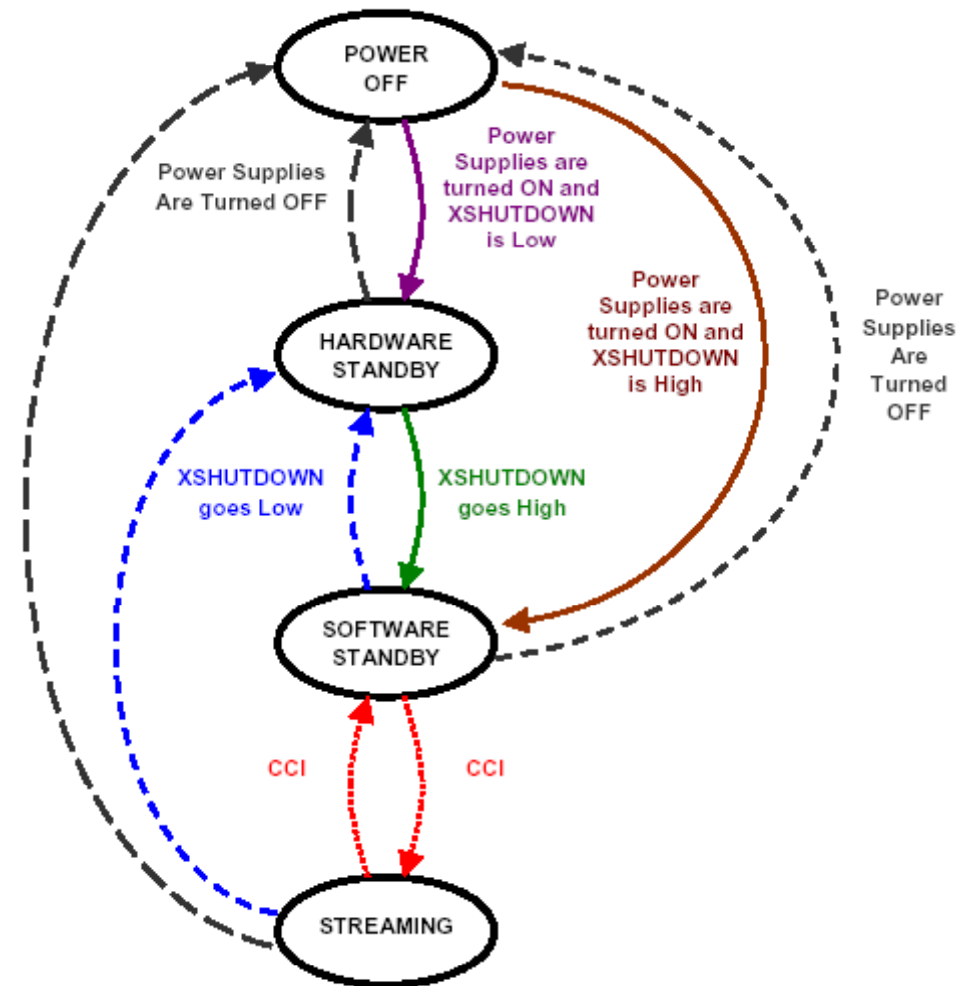 POWER
OFF
Power Supplies
Are Turned OFF
Power
Supplies are
turned ON and
XSHUTDOWN
is Low
Power
Supplies are
turned ON and
XSHUTDOWN
is High
Power
Supplies
Are
Turned
OFF
HARDWARE
STANDBY
XSHUTDOWN
goes Low
XSHUTDOWN
goes High
SOFTWARE
STANDBY
CCI
CCI
STREAMING